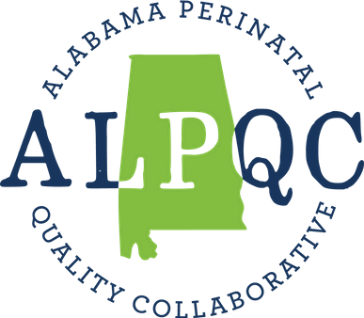 ALABAMA PERINATAL
ALPQC
QUALITY COLLABORATIVE